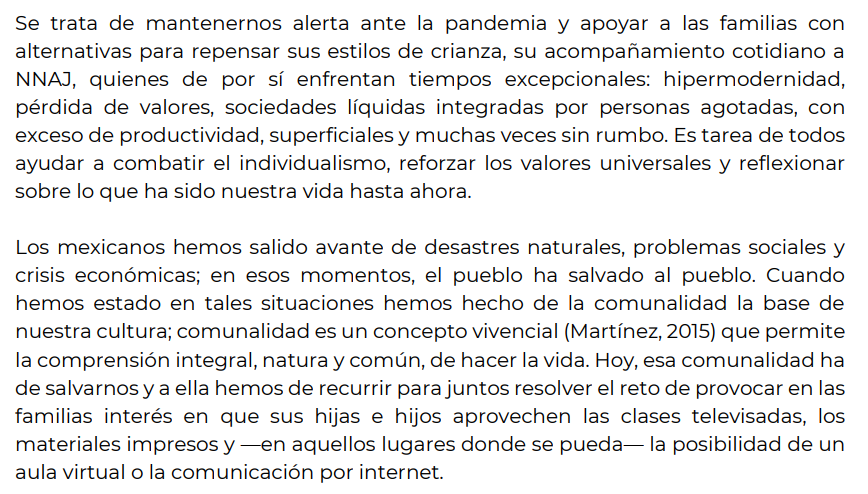 Se trata de mantenernos alerta ante la pandemia y apoyar a las familias con
alternativas para repensar sus estilos de crianza, su acompañamiento cotidiano a
NNAJ, quienes de por sí enfrentan tiempos excepcionales: hipermodernidad,
pérdida de valores, sociedades líquidas integradas por personas agotadas, con
exceso de productividad, superficiales y muchas veces sin rumbo. Es tarea de todos
ayudar a combatir el individualismo, reforzar los valores universales y reflexionar
sobre lo que ha sido nuestra vida hasta ahora.
Los mexicanos hemos salido avante de desastres naturales, problemas sociales y
crisis económicas; en esos momentos, el pueblo ha salvado al pueblo. Cuando
hemos estado en tales situaciones hemos hecho de la comunalidad la base de
nuestra cultura; comunalidad es un concepto vivencial (Martínez, 2015) que permite
la comprensión integral, natura y común, de hacer la vida. Hoy, esa comunalidad ha
de salvarnos y a ella hemos de recurrir para juntos resolver el reto de provocar en las
familias interés en que sus hijas e hijos aprovechen las clases televisadas, los
materiales impresos y —en aquellos lugares donde se pueda— la posibilidad de un
aula virtual o la comunicación por internet.